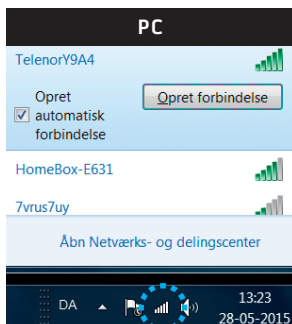 PC
TelenorY9A4
Opret automatisk forbindelse
Opret forbindelse
HomeBox-E631
7vrus7uy
Åbn Netværks- og delingscenter
DA
13:23
28-05-2015